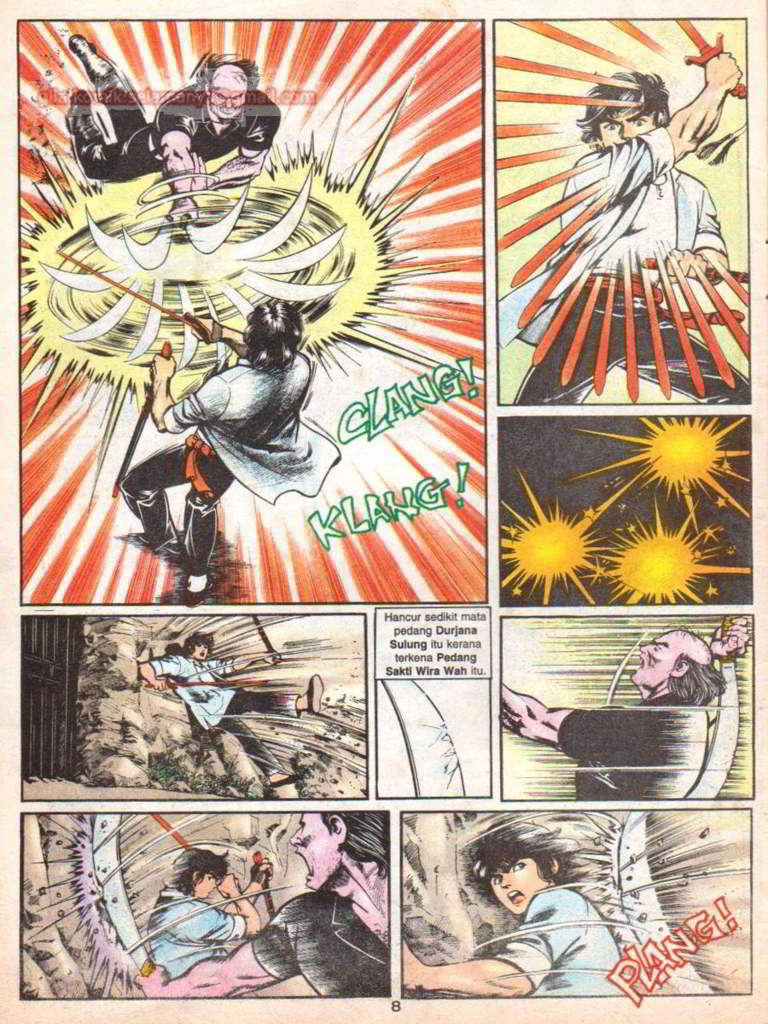 CLANG!
KLANG!
Hancur sedikit mata
pedang Durjana
Sulung itu kerana
terkena Pedang
Sakti Wira Wah itu.
PLANG!
8